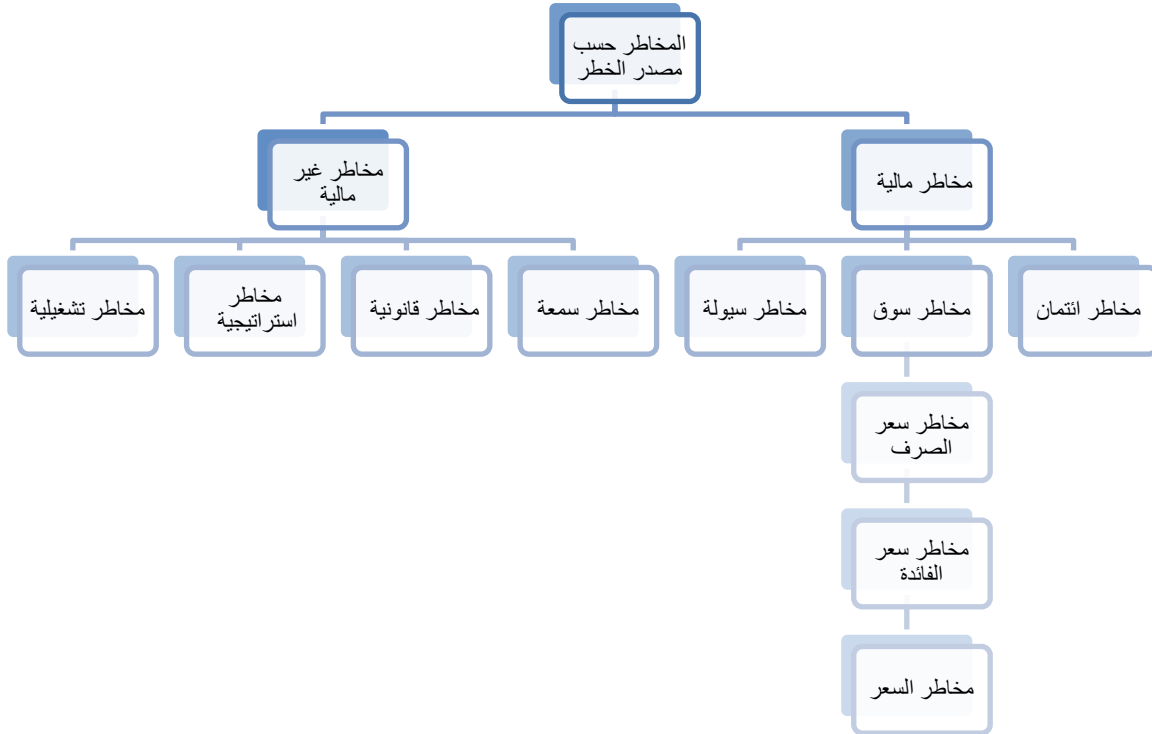 المخاطر حسب
مصدر الخطر
مخاطر مالية
مخاطر غير
مالية
مخاطر ائتمان
مخاطر سوق
مخاطر سيولة
مخاطر سمعة
مخاطر قانونية
مخاطر
استراتيجية
مخاطر تشغيلية
مخاطر سعر
الصرف
مخاطر سعر
الفائدة
مخاطر السعر